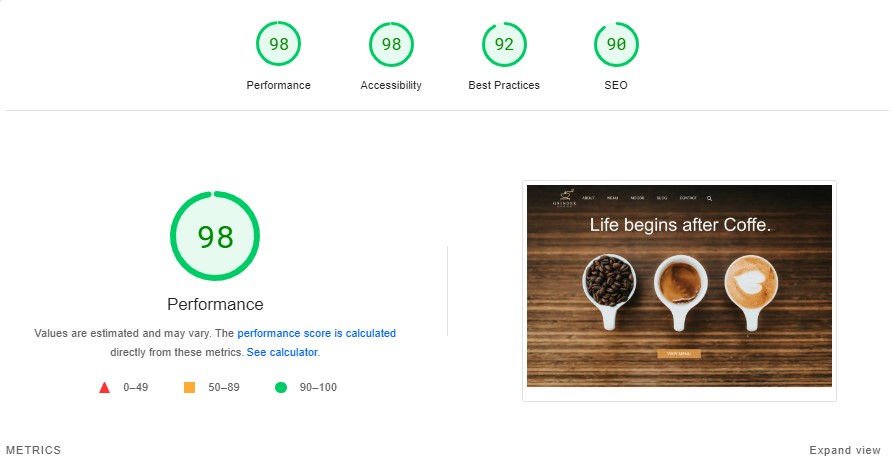 98
98
92
90
Performance
Accessibility
Best Practices
SEO
98
Performance
Values are estimated and may vary. The performance score is calculated
directly from these metrics. See calculator.
0–49
50–89
90–100
ABOUT
MENU
BLOG
CONTACT
Life begins after Coffe.
VIEW MENU
METRICS
Expand view